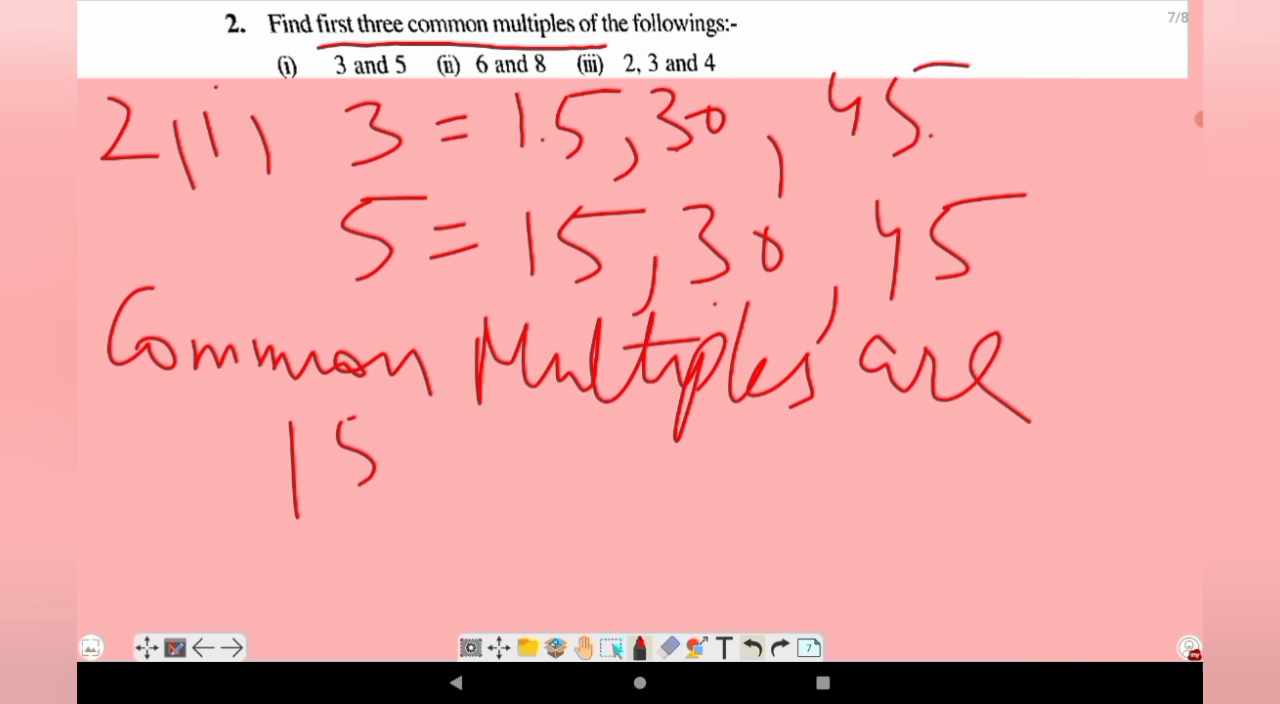 7/8
2. Find first three common multiples of the followings:-
(i) 3 and 5 (ii) 6 and 8 (iii) 2, 3 and 4
2(i) 3 = 15, 30, 45
5 = 15, 30, 45
Common Multiples are
15
7